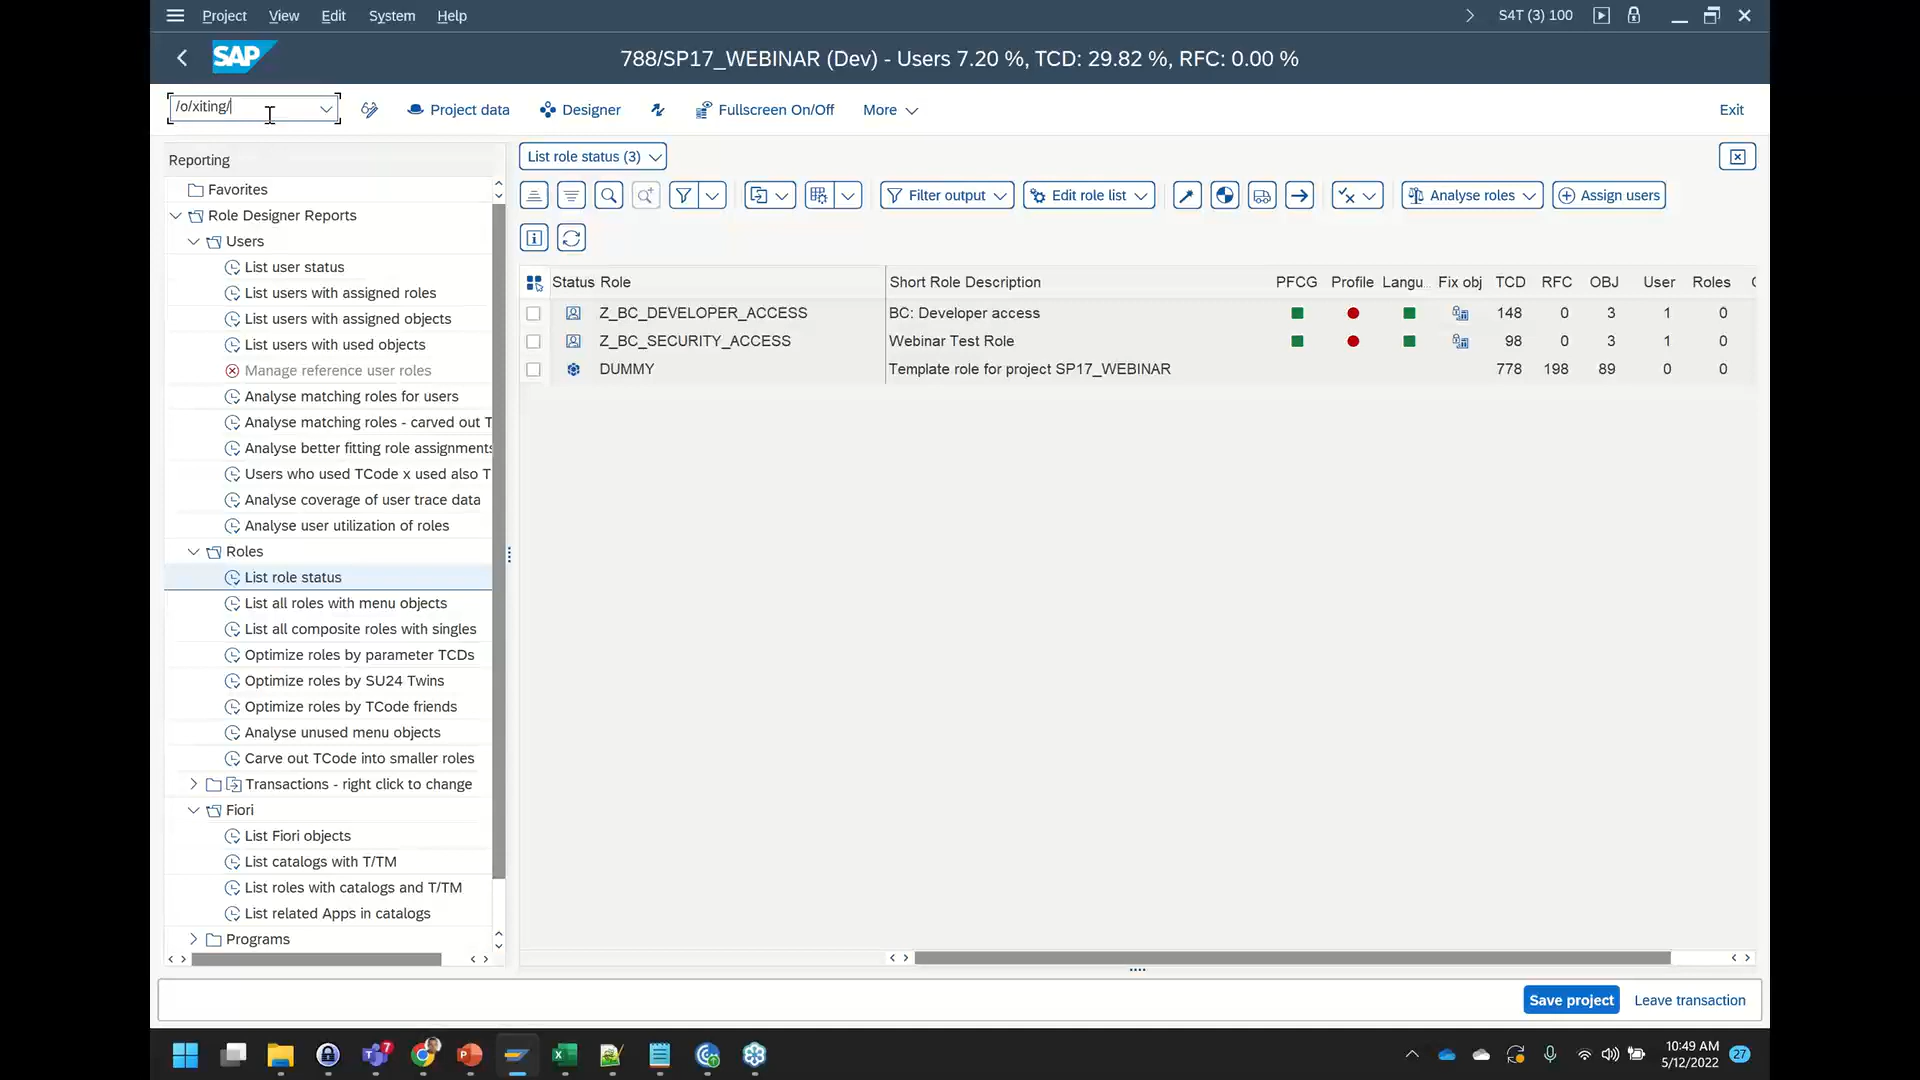 Project View Edit System Help S4T (3) 100
SAP 788/SP17_WEBINAR (Dev) - Users 7.20 %, TCD: 29.82 %, RFC: 0.00 %
/o/xiting/ Project data Designer Fullscreen On/Off More Exit
Reporting
Favorites
Role Designer Reports
Users
List user status
List users with assigned roles
List users with assigned objects
List users with used objects
Manage reference user roles
Analyse matching roles for users
Analyse matching roles - carved out T
Analyse better fitting role assignments
Users who used TCode x used also T
Analyse coverage of user trace data
Analyse user utilization of roles
Roles
List role status
List all roles with menu objects
List all composite roles with singles
Optimize roles by parameter TCDs
Optimize roles by SU24 Twins
Optimize roles by TCode friends
Analyse unused menu objects
Carve out TCode into smaller roles
Transactions - right click to change
Fiori
List Fiori objects
List catalogs with T/TM
List roles with catalogs and T/TM
List related Apps in catalogs
Programs
List role status (3)
Filter output Edit role list Analyse roles Assign users
Status Role Short Role Description PFCG Profile Langu... Fix obj TCD RFC OBJ User Roles
Z_BC_DEVELOPER_ACCESS BC: Developer access 148 0 3 1 0
Z_BC_SECURITY_ACCESS Webinar Test Role 98 0 3 1 0
DUMMY Template role for project SP17_WEBINAR 778 198 89 0 0
Save project Leave transaction
7
10:49 AM
5/12/2022
27